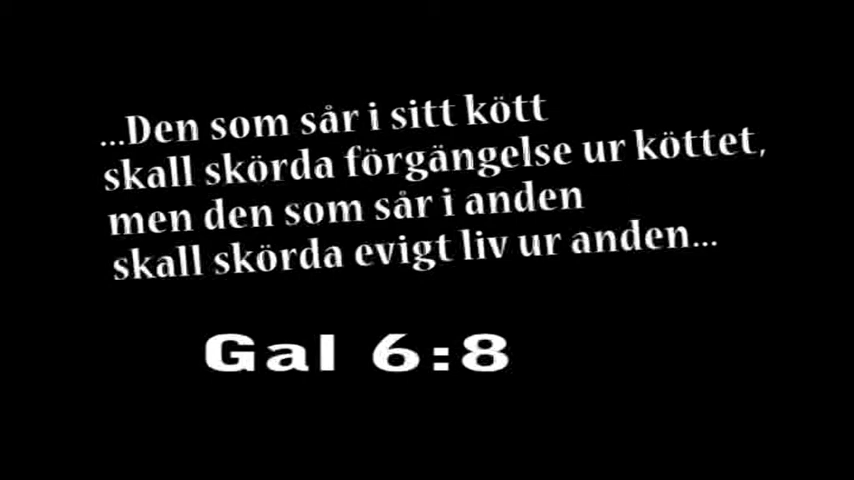 ...Den som sår i sitt kött
skall skörda förgängelse ur köttet,
men den som sår i anden
skall skörda evigt liv ur anden...
Gal 6:8